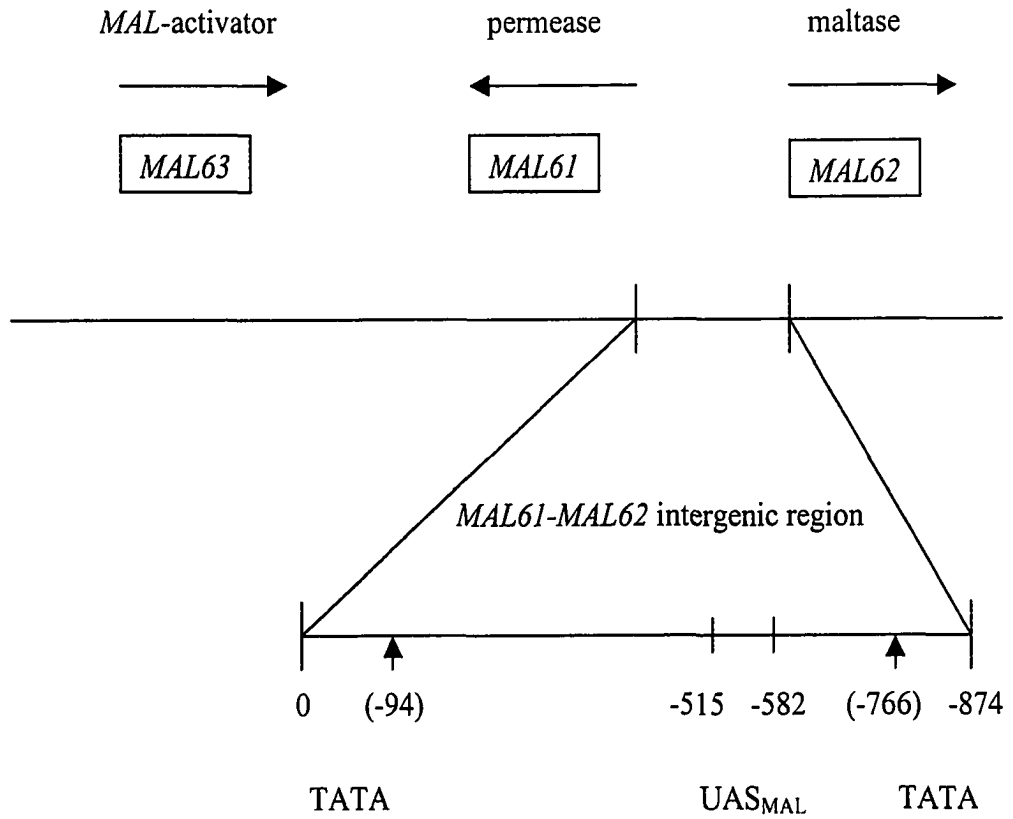 MAL-activator permease maltase
MAL63 MAL61 MAL62
MAL61-MAL62 intergenic region
0 (-94) -515 -582 (-766) -874
TATA UASMAL TATA